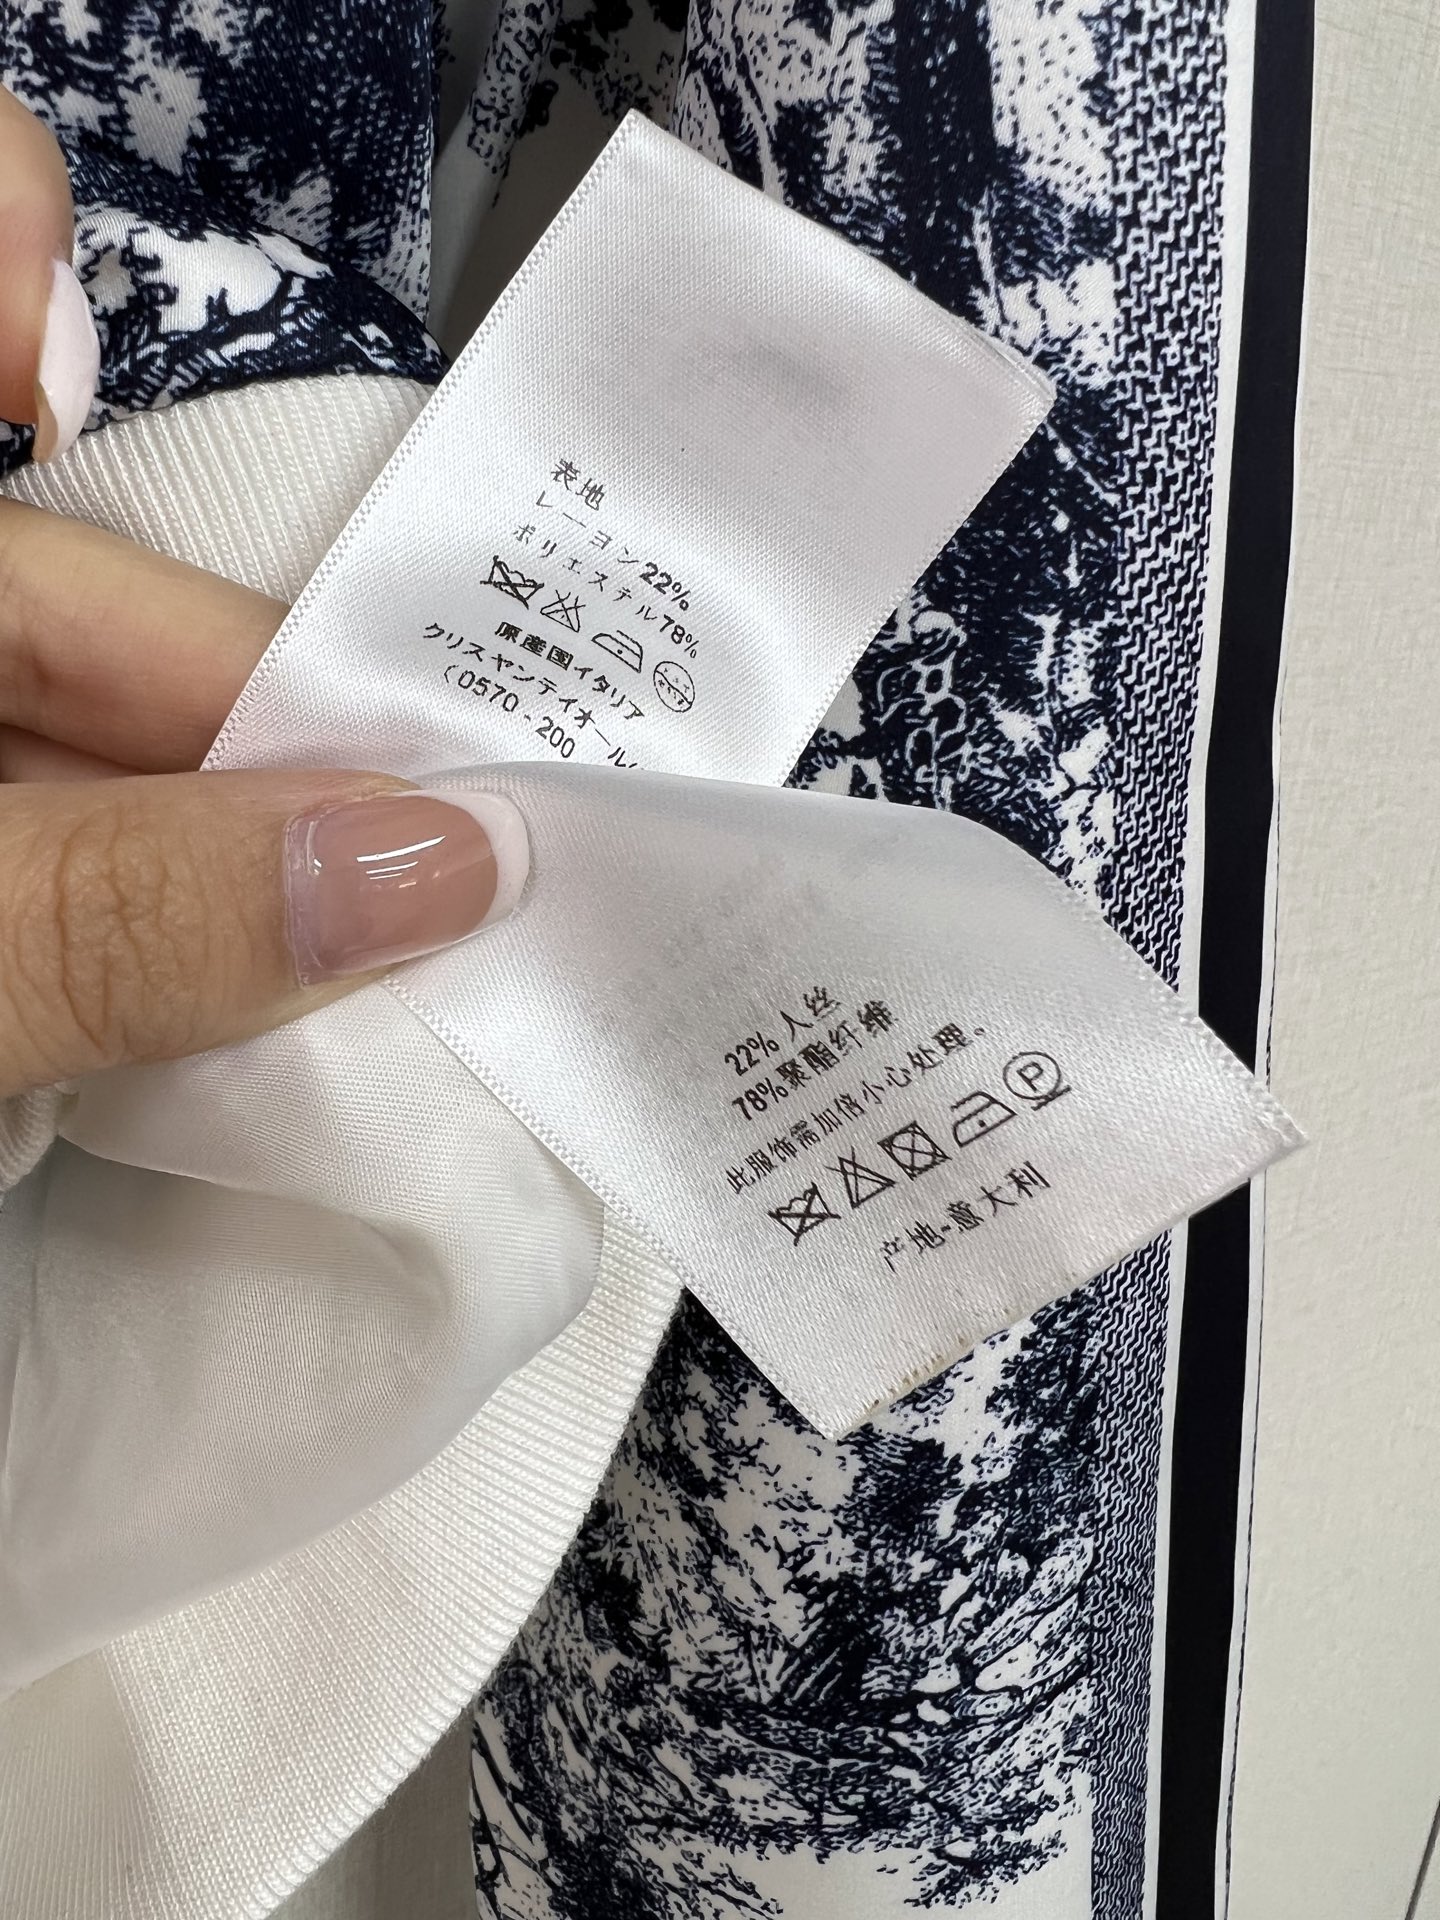 表地
レーヨン22%
ポリエステル78%
原産国イタリア
クリスヤンディオール
(0570-200
22% 人丝
78%聚酯纤维
此服饰需加倍小心处理。
P
产地-意大利